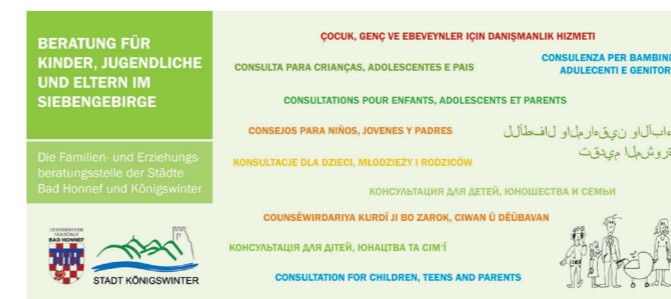 BERATUNG FÜR
KINDER, JUGENDLICHE
UND ELTERN IM
SIEBENGEBIRGE
Die Familien- und Erziehungs-
beratungsstelle der Städte
Bad Honnef und Königswinter
BAD HONNEF
STADT KÖNIGSWINTER
ÇOCUK, GENÇ VE EBEVEYNLER IÇIN DANIŞMANLIK HIZMETI
CONSULTA PARA CRIANÇAS, ADOLESCENTES E PAIS
CONSULENZA PER BAMBINI
ADULECENTI E GENITOR
CONSULTATIONS POUR ENFANTS, ADOLESCENTS ET PARENTS
CONSEJOS PARA NIÑOS, JOVENES Y PADRES
KONSULTACJE DLA DZIECI, MŁODZIEŻY I RODZICÓW
КОНСУЛЬТАЦИЯ ДЛЯ ДЕТЕЙ, ЮНОШЕСТВА И СЕМЬИ
COUNSÊWIRDARIYA KURDÎ JI BO ZAROK, CIWAN Û DÊÛBAVAN
КОНСУЛЬТАЦІЯ ДЛЯ ДІТЕЙ, ЮНАЦТВА ТА СІМ'Ї
CONSULTATION FOR CHILDREN, TEENS AND PARENTS